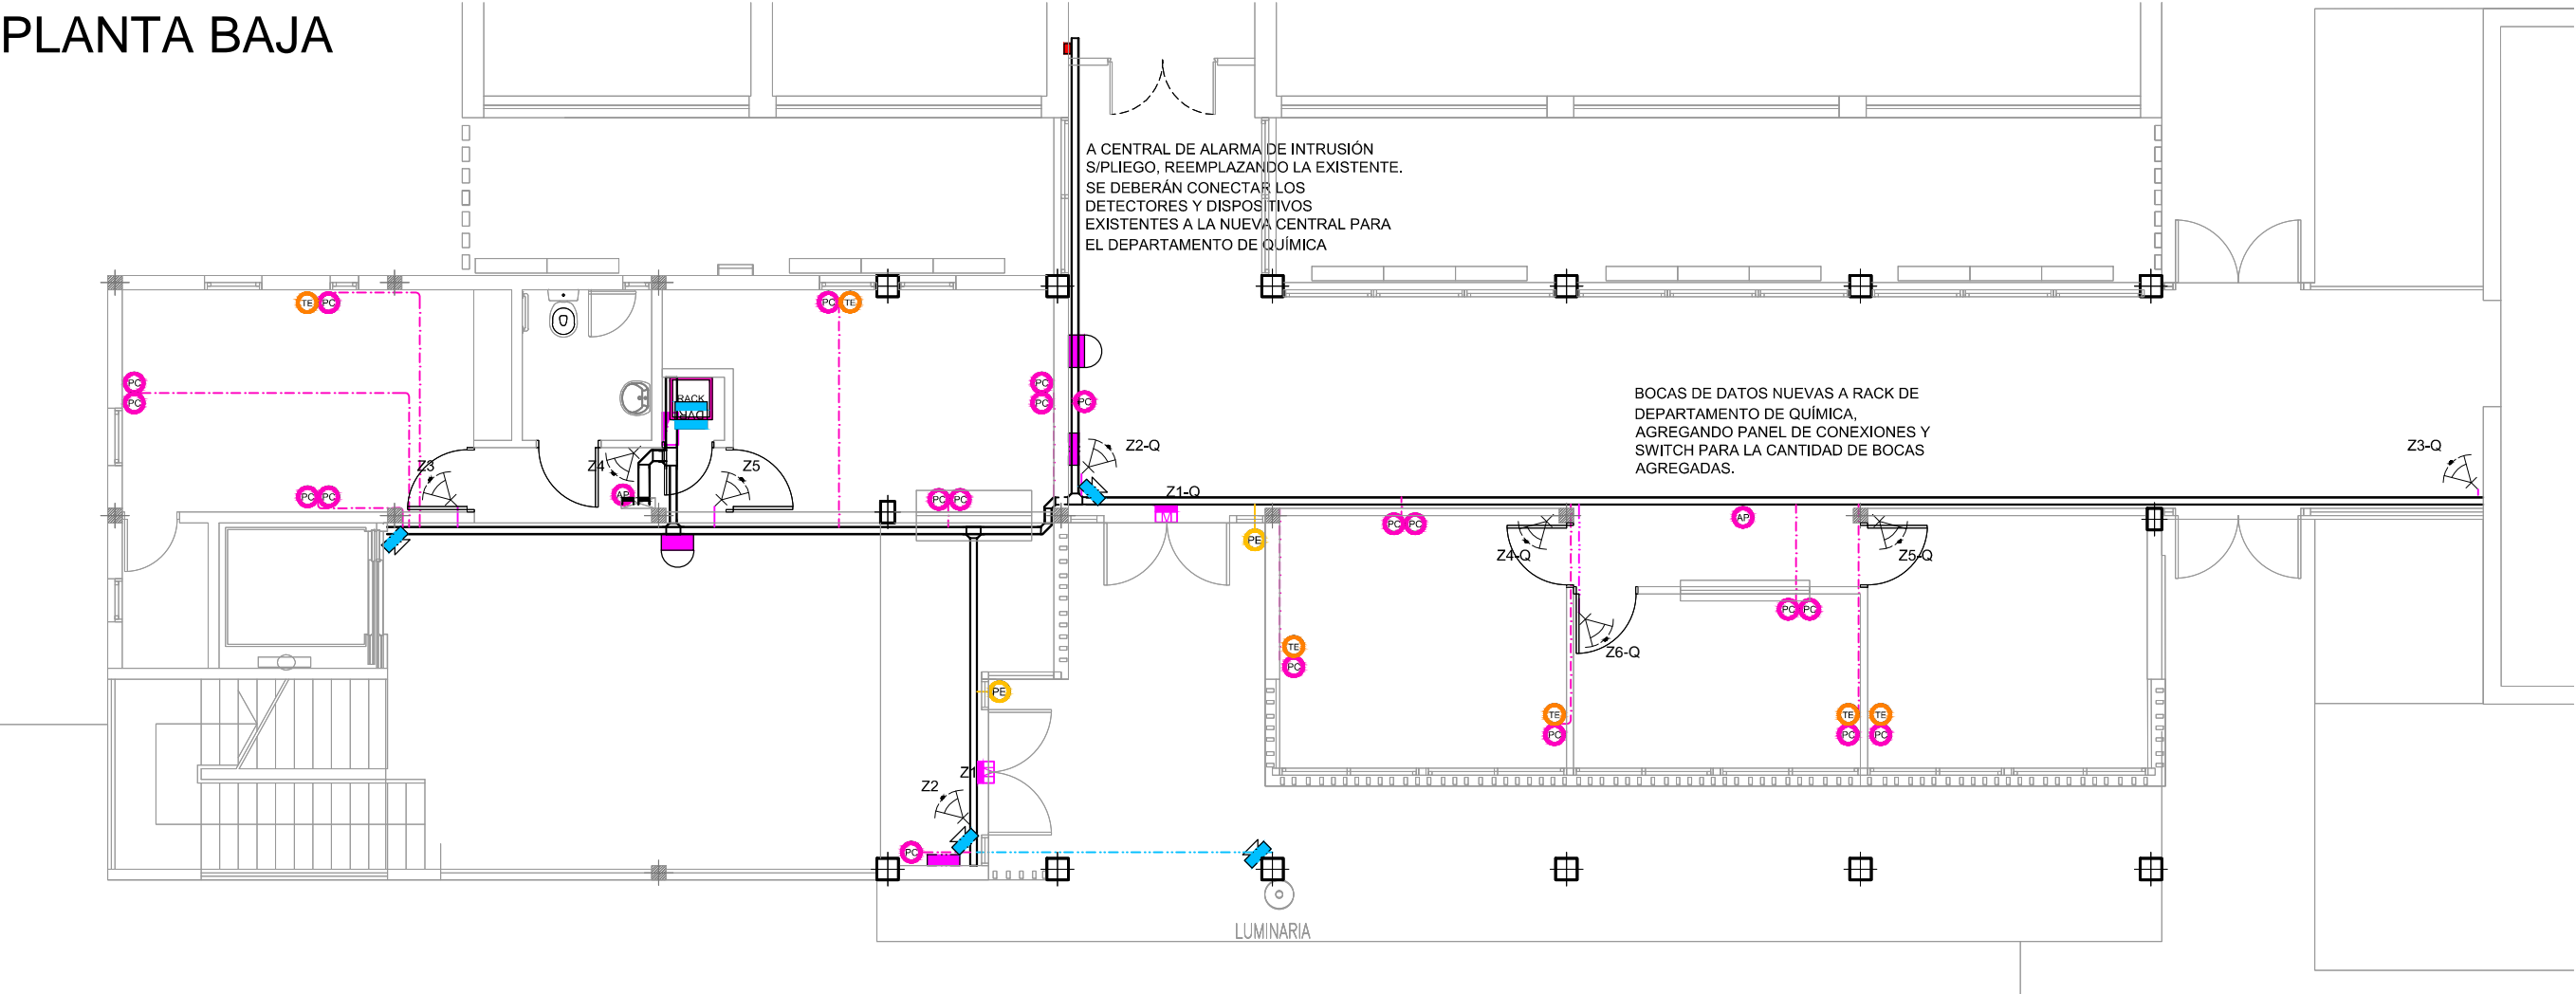 PLANTA BAJA
A CENTRAL DE ALARMA DE INTRUSIÓN
S/PLIEGO, REEMPLAZANDO LA EXISTENTE.
SE DEBERÁN CONECTAR LOS
DETECTORES Y DISPOSITIVOS
EXISTENTES A LA NUEVA CENTRAL PARA
EL DEPARTAMENTO DE QUÍMICA
TE PC
PC TE
PC
PC
PC
PC
PC
RACK
BOCAS DE DATOS NUEVAS A RACK DE
DEPARTAMENTO DE QUÍMICA,
AGREGANDO PANEL DE CONEXIONES Y
SWITCH PARA LA CANTIDAD DE BOCAS
AGREGADAS.
Z2-Q
Z3-Q
Z3
Z4
Z5
PC PC
AP
PC PC
Z1-Q
M
PC PC
AP
PE
Z4-Q
Z5-Q
PC PC
Z6-Q
TE
PC
PE
TE
PC
TE
PC
TE
PC
Z1
Z2
PC
LUMINARIA